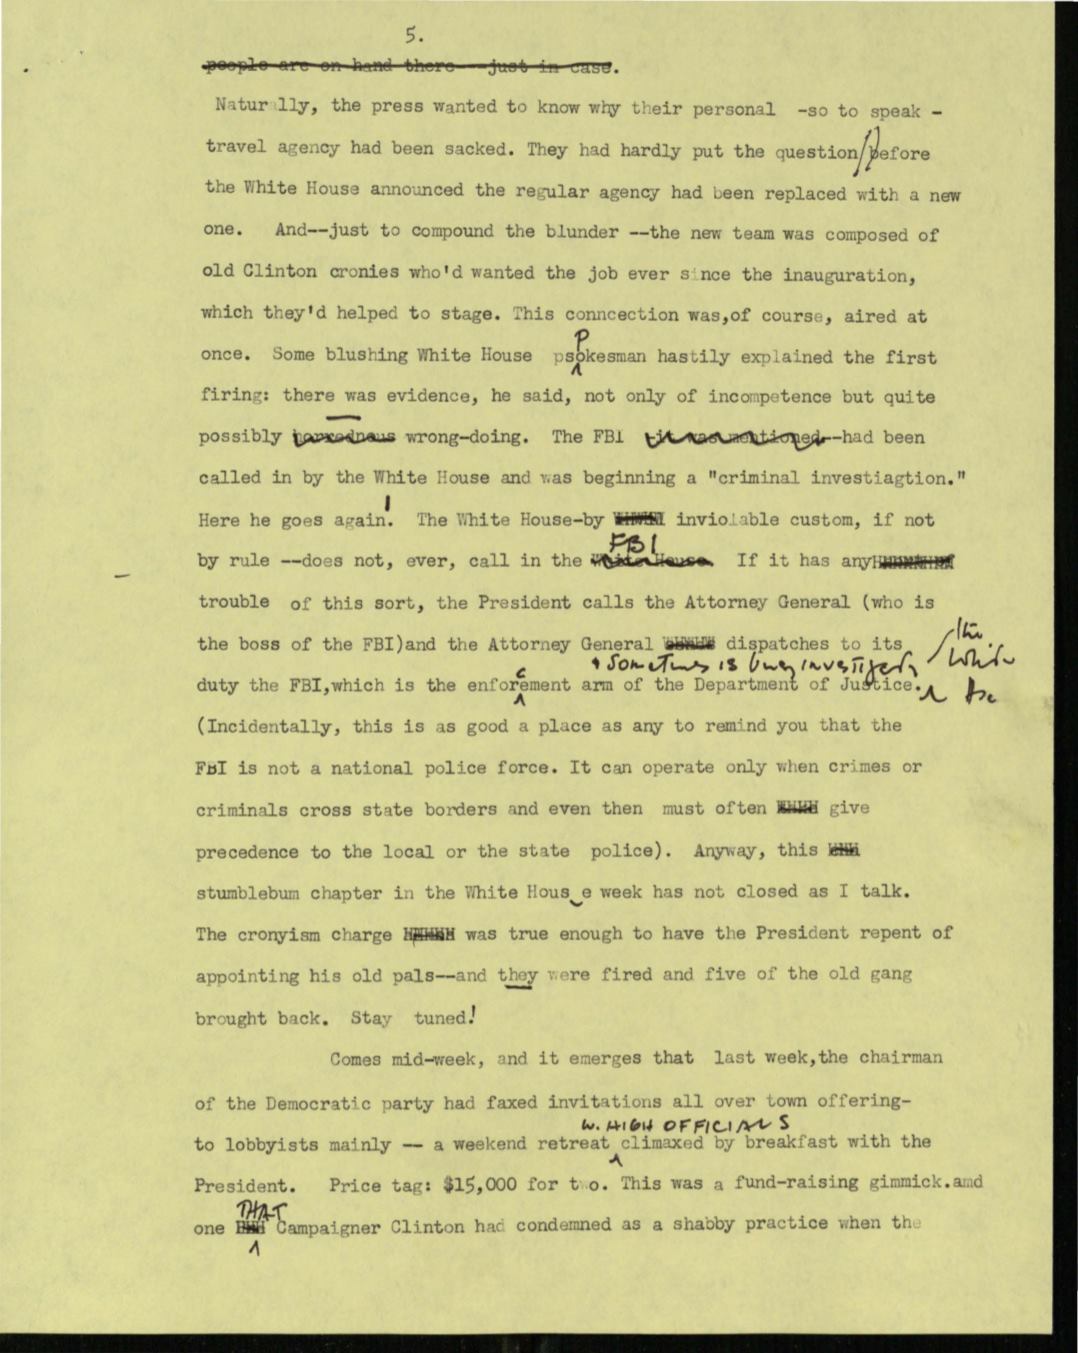 5.
people are on hand there---just in case.
Naturally, the press wanted to know why their personal -so to speak -
travel agency had been sacked. They had hardly put the question before
the White House announced the regular agency had been replaced with a new
one. And--just to compound the blunder --the new team was composed of
old Clinton cronies who'd wanted the job ever since the inauguration,
which they'd helped to stage. This conncection was,of course, aired at
P
once. Some blushing White House psokesman hastily explained the first
firing: there was evidence, he said, not only of incompetence but quite
possibly wrong-doing. The FBI it was mentioned--had been
called in by the White House and was beginning a "criminal investiagtion."
Here he goes again! The White House-by inviolable custom, if not
FBI
by rule --does not, ever, call in the White House If it has any
trouble of this sort, the President calls the Attorney General (who is
the boss of the FBI)and the Attorney General dispatches to its
& sometimes is busy investigating / the White Hse
c
duty the FBI,which is the enforement arm of the Department of Justice.
(Incidentally, this is as good a place as any to remind you that the
FBI is not a national police force. It can operate only when crimes or
criminals cross state borders and even then must often give
precedence to the local or the state police). Anyway, this
stumblebum chapter in the White Hous e week has not closed as I talk.
The cronyism charge was true enough to have the President repent of
appointing his old pals--and they were fired and five of the old gang
brought back. Stay tuned!
Comes mid-week, and it emerges that last week,the chairman
of the Democratic party had faxed invitations all over town offering-
W. HIGH OFFICIALS
to lobbyists mainly -- a weekend retreat climaxed by breakfast with the
President. Price tag: $15,000 for two. This was a fund-raising gimmick.amd
THAT
one Campaigner Clinton had condemned as a shabby practice when the